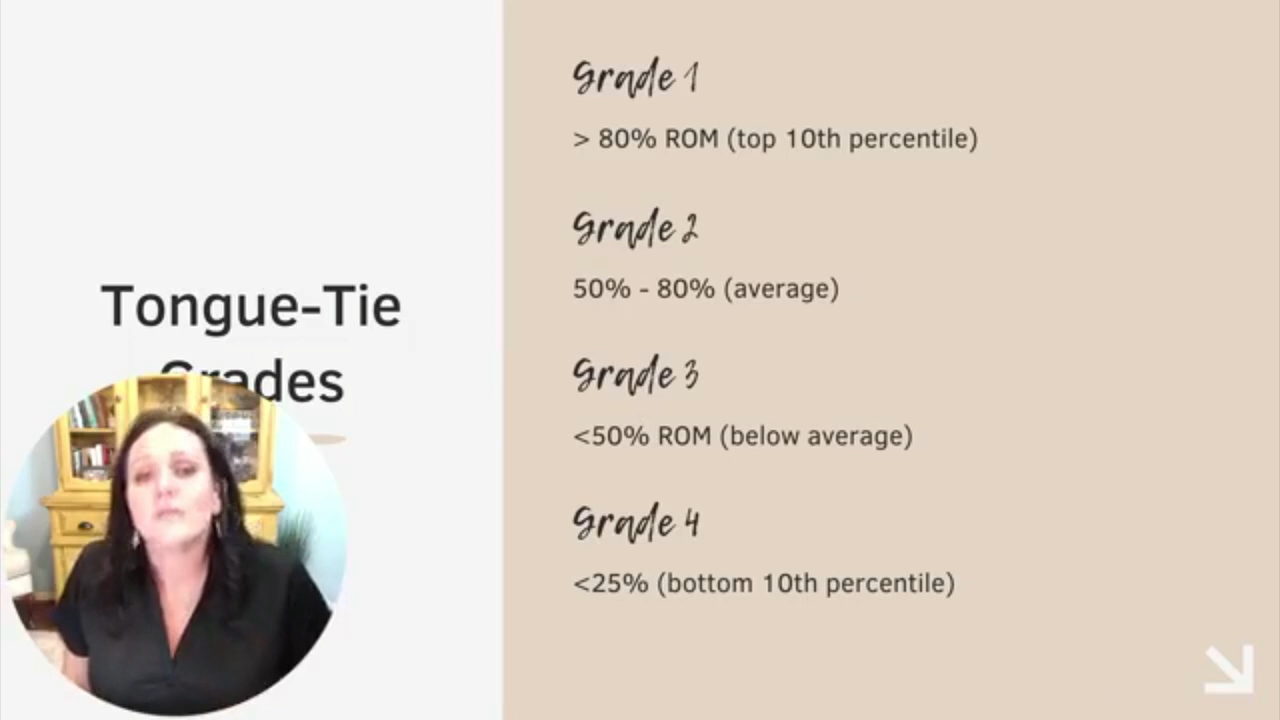 Tongue-Tie
Grades
Grade 1
> 80% ROM (top 10th percentile)
Grade 2
50% - 80% (average)
Grade 3
<50% ROM (below average)
Grade 4
<25% (bottom 10th percentile)